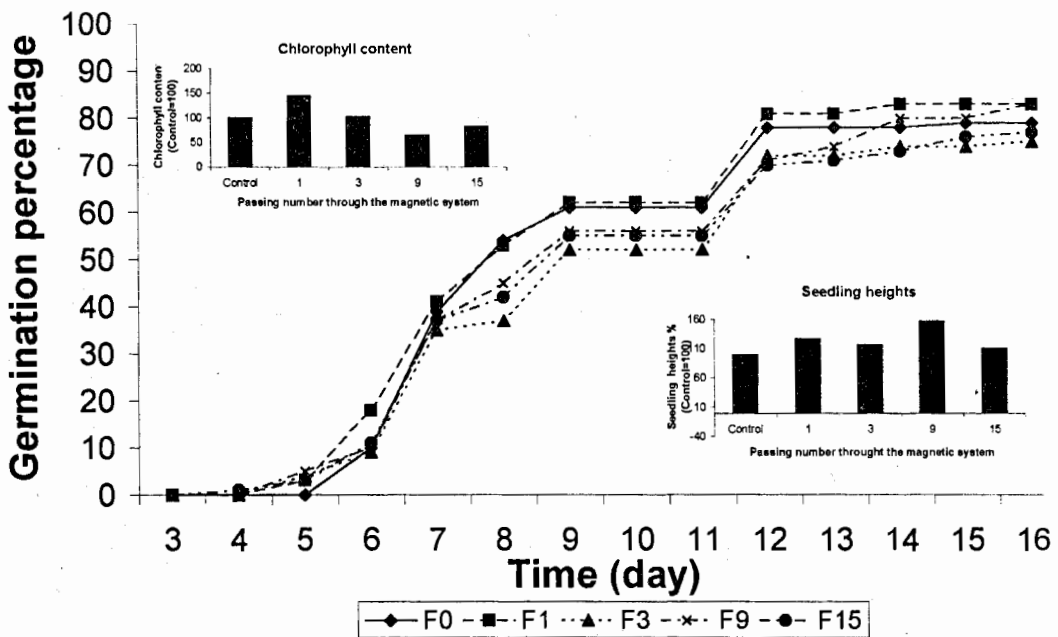 Germination percentage
100
90
80
70
60
50
40
30
20
10
0
Chlorophyll content
Chlorophyll conten
(Control=100)
200
150
100
50
0
Control 1 3 9 15
Passing number through the magnetic system
Seedling heights
Seedling heights %
(Control=100)
160
110
60
10
-40
Control 1 3 9 15
Passing number throught the magnetic system
3 4 5 6 7 8 9 10 11 12 13 14 15 16
Time (day)
F0 F1 F3 F9 F15